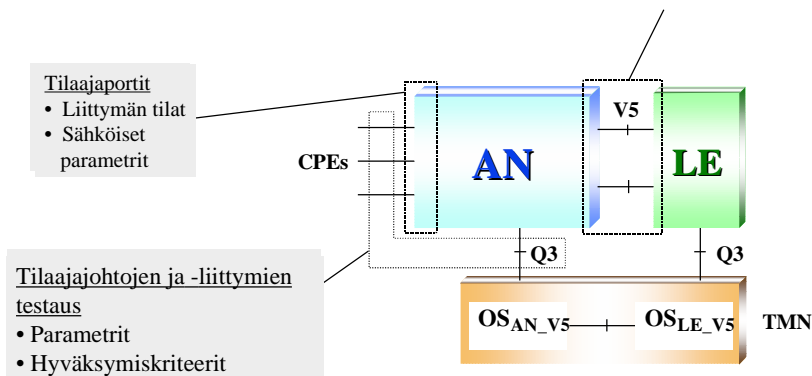 Tilaajaportit
• Liittymän tilat
• Sähköiset
parametrit
CPEs
AN
V5
LE
Q3
Q3
Tilaajajohtojen ja -liittymien
testaus
• Parametrit
• Hyväksymiskriteerit
OSAN_V5
OSLE_V5
TMN